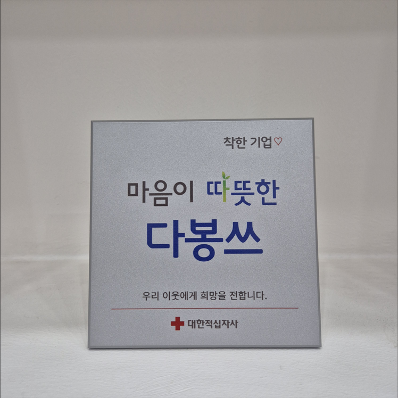 착한 기업♡
마음이 따뜻한
다봉쓰
우리 이웃에게 희망을 전합니다.
대한적십자사